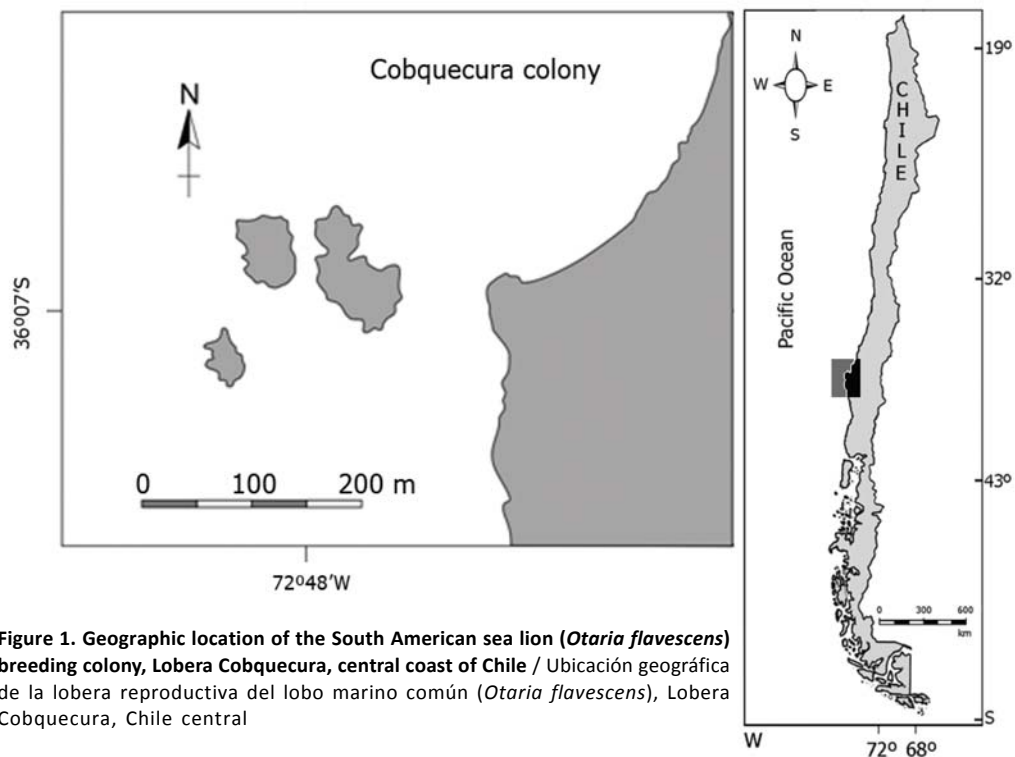 Cobquecura colony
N
36º07'S
0 100 200 m
72º48'W
N
W E
S
CHILE
Pacific Ocean
19º
32º
43º
0 300 600
km
S
W
72º 68º
Figure 1. Geographic location of the South American sea lion (Otaria flavescens)
breeding colony, Lobera Cobquecura, central coast of Chile / Ubicación geográfica
de la lobera reproductiva del lobo marino común (Otaria flavescens), Lobera
Cobquecura, Chile central